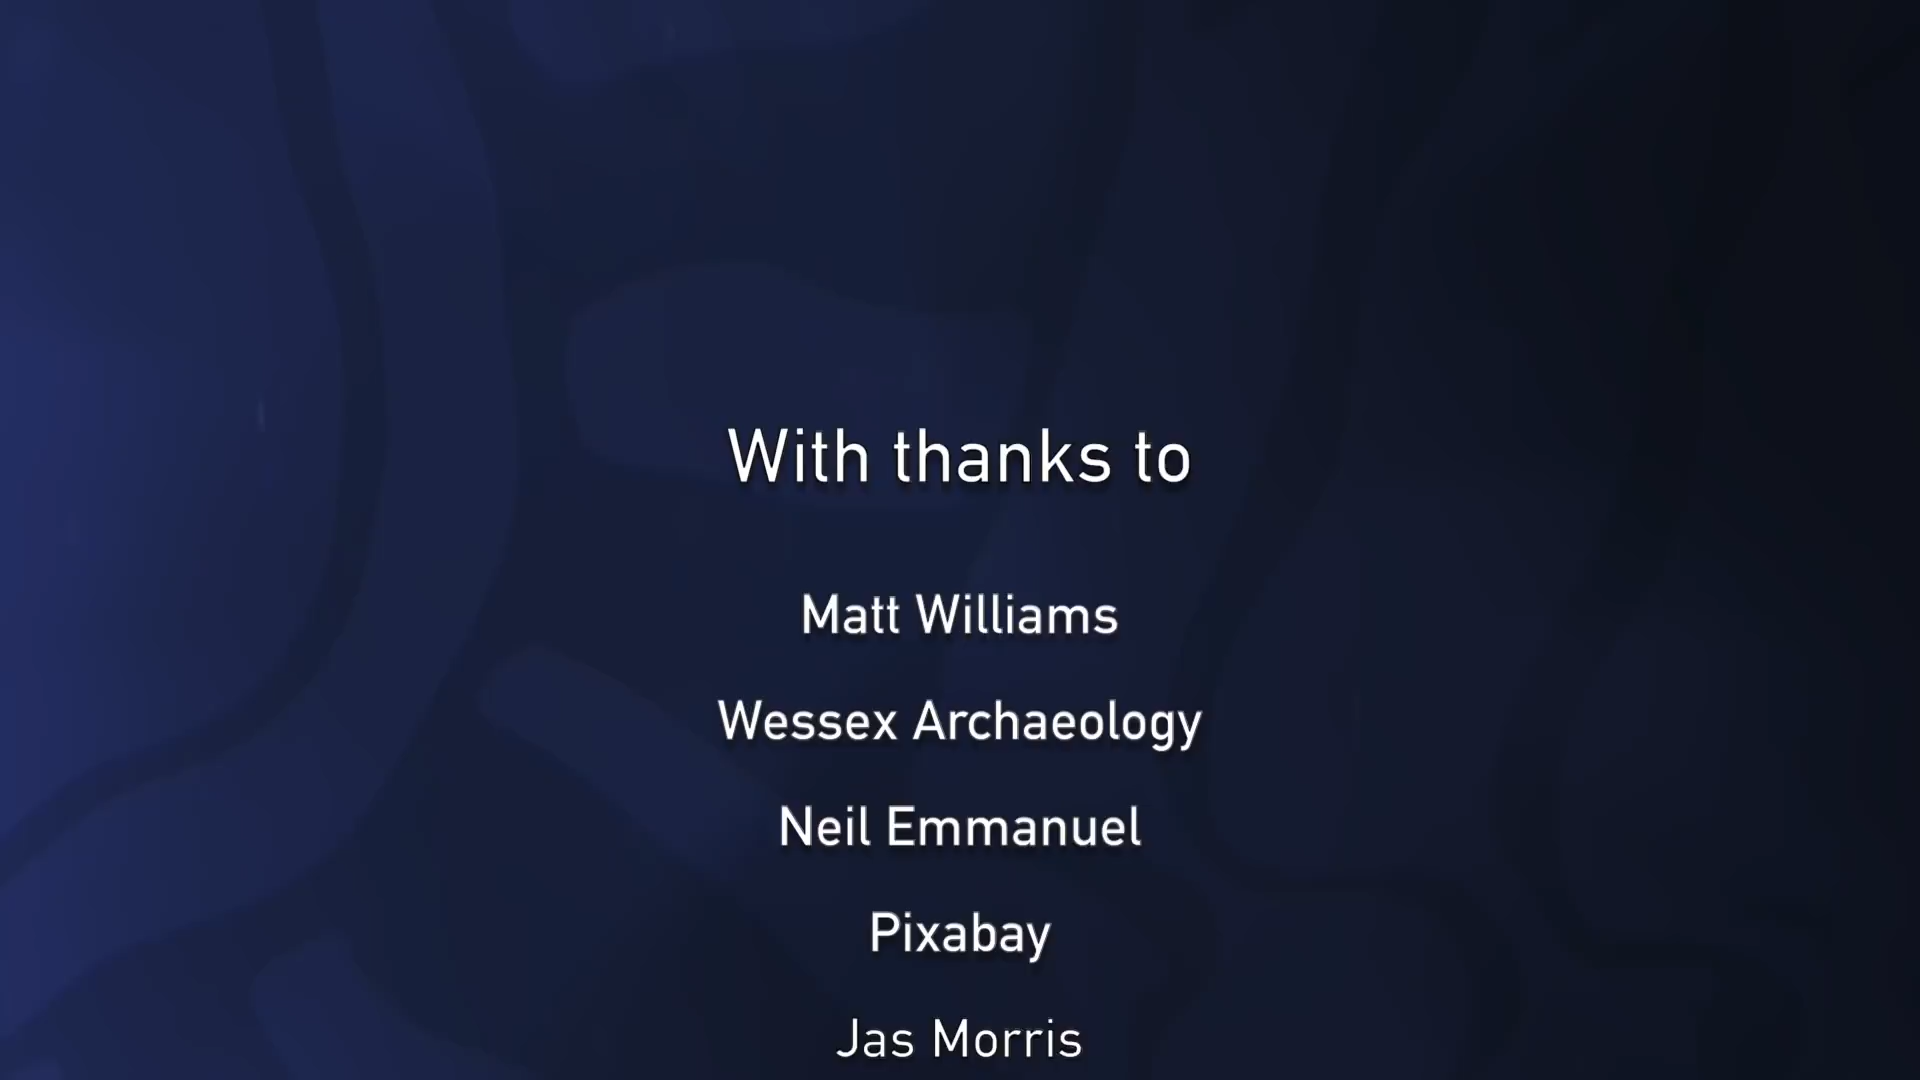 With thanks to
Matt Williams
Wessex Archaeology
Neil Emmanuel
Pixabay
Jas Morris